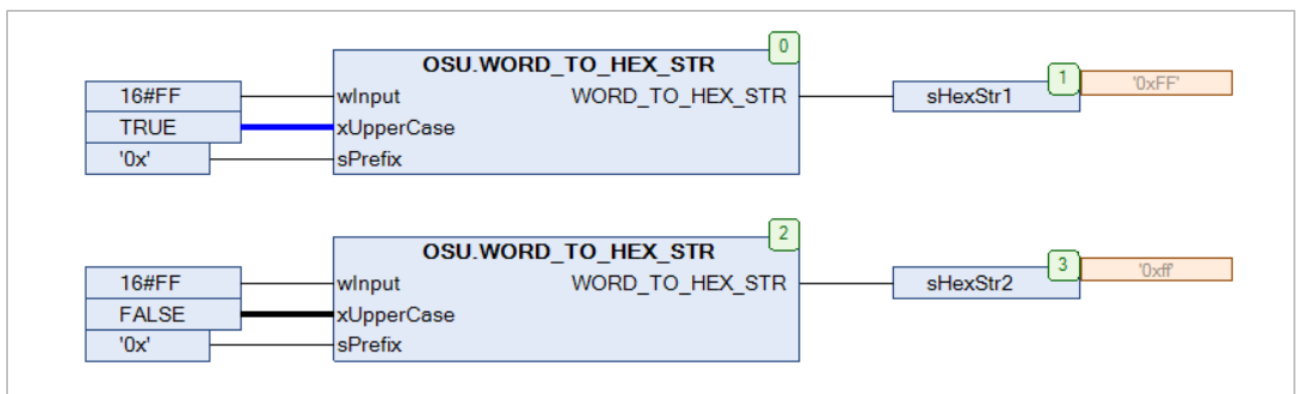 0
OSU.WORD_TO_HEX_STR
16#FF wInput WORD_TO_HEX_STR sHexStr1 1 '0xFF'
TRUE xUpperCase
'0x' sPrefix
2
OSU.WORD_TO_HEX_STR
16#FF wInput WORD_TO_HEX_STR sHexStr2 3 '0xff'
FALSE xUpperCase
'0x' sPrefix